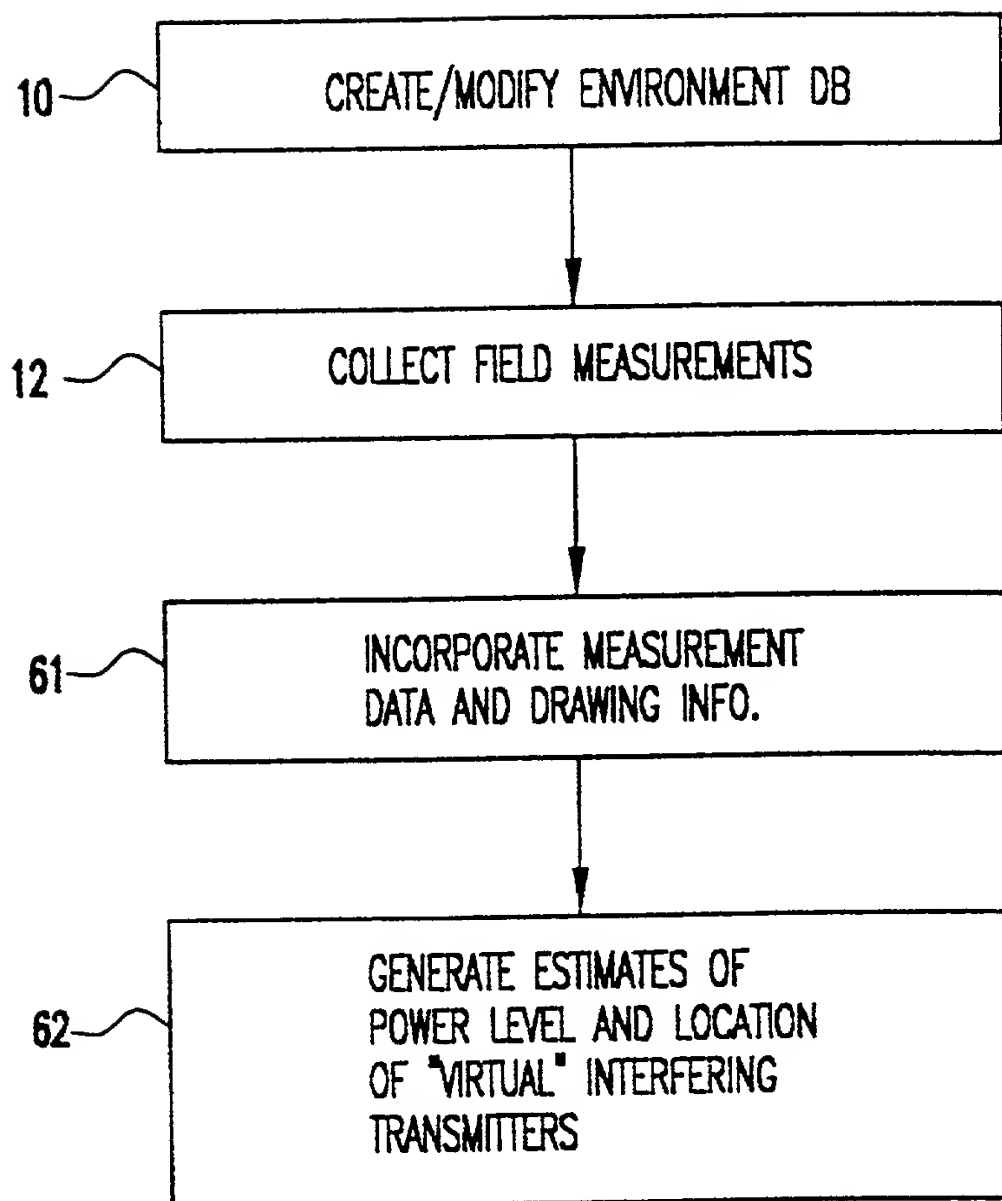 10
CREATE/MODIFY ENVIRONMENT DB
12
COLLECT FIELD MEASUREMENTS
61
INCORPORATE MEASUREMENT
DATA AND DRAWING INFO.
62
GENERATE ESTIMATES OF
POWER LEVEL AND LOCATION
OF "VIRTUAL" INTERFERING
TRANSMITTERS